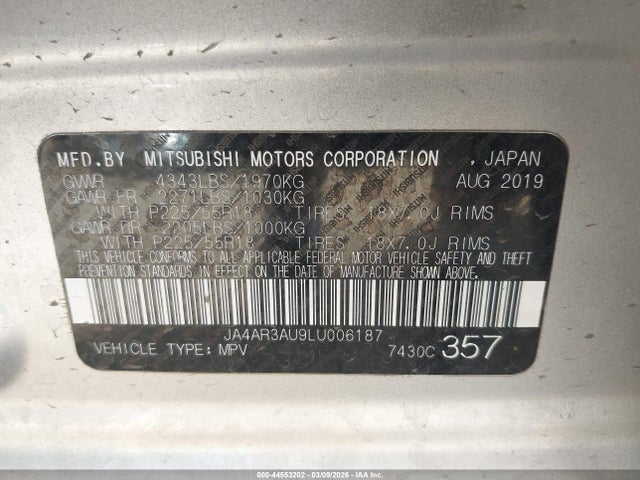 MFD.BY MITSUBISHI MOTORS CORPORATION , JAPAN
GVWR 4343LBS/1970KG AUG 2019
GAWR FR 2271LBS/1030KG
WITH P225/55R18 TIRES 18X7.0J RIMS
GAWR RR 2205LBS/1000KG
WITH P225/55R18 TIRES 18X7.0J RIMS
THIS VEHICLE CONFORMS TO ALL APPLICABLE FEDERAL MOTOR VEHICLE SAFETY AND THEFT
PREVENTION STANDARDS IN EFFECT ON THE DATE OF MANUFACTURE SHOWN ABOVE.
JA4AR3AU9LU006187
VEHICLE TYPE: MPV 7430C 357
000-44553202 - 03/09/2026 - IAAI.COM